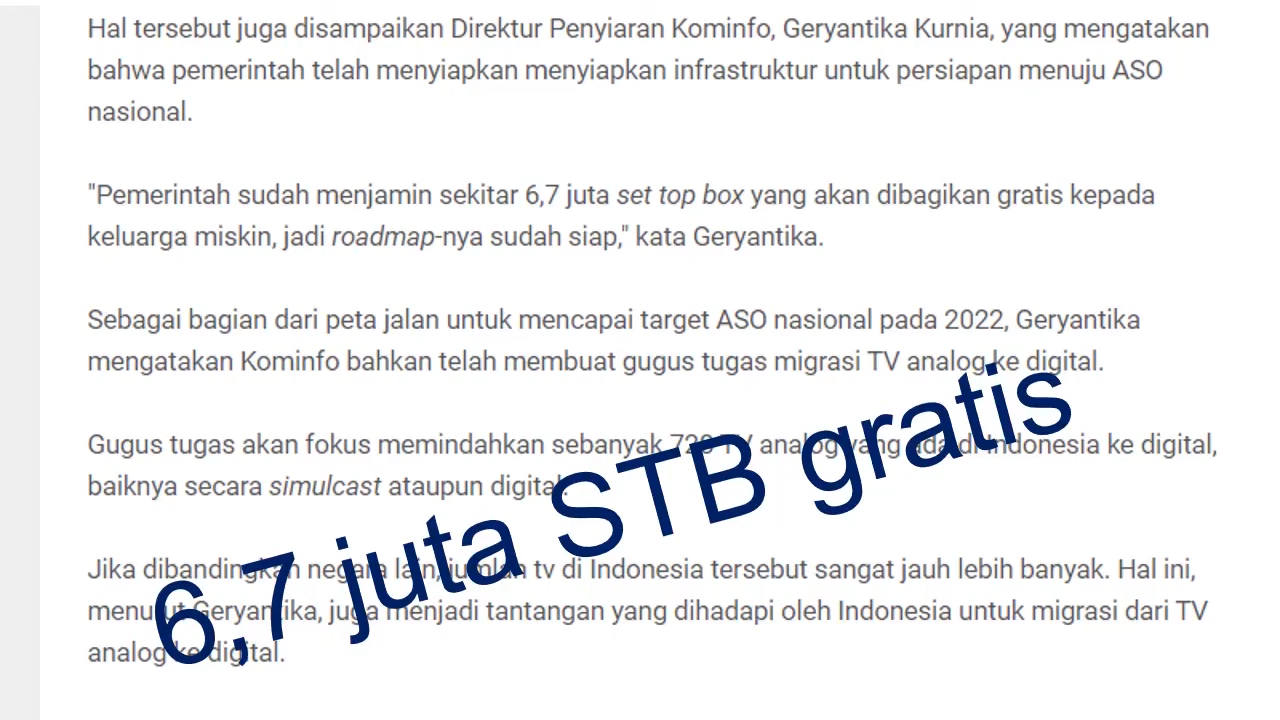 Hal tersebut juga disampaikan Direktur Penyiaran Kominfo, Geryantika Kurnia, yang mengatakan
bahwa pemerintah telah menyiapkan menyiapkan infrastruktur untuk persiapan menuju ASO
nasional.
"Pemerintah sudah menjamin sekitar 6,7 juta set top box yang akan dibagikan gratis kepada
keluarga miskin, jadi roadmap-nya sudah siap," kata Geryantika.
Sebagai bagian dari peta jalan untuk mencapai target ASO nasional pada 2022, Geryantika
mengatakan Kominfo bahkan telah membuat gugus tugas migrasi TV analog ke digital.
Gugus tugas akan fokus memindahkan sebanyak TV analog yang ada di Indonesia ke digital,
baiknya secara simulcast ataupun digital.
Jika dibandingkan negara lain, jumlah tv di Indonesia tersebut sangat jauh lebih banyak. Hal ini,
menurut Geryantika, juga menjadi tantangan yang dihadapi oleh Indonesia untuk migrasi dari TV
analog ke digital.
6,7 juta STB gratis